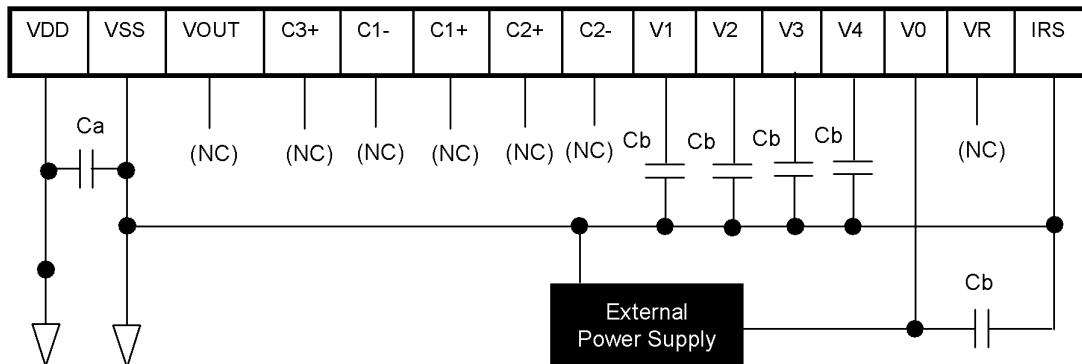 VDD VSS VOUT C3+ C1- C1+ C2+ C2- V1 V2 V3 V4 V0 VR IRS
Ca
Cb Cb Cb Cb
(NC) (NC) (NC) (NC) (NC) (NC) (NC)
Cb
External
Power Supply